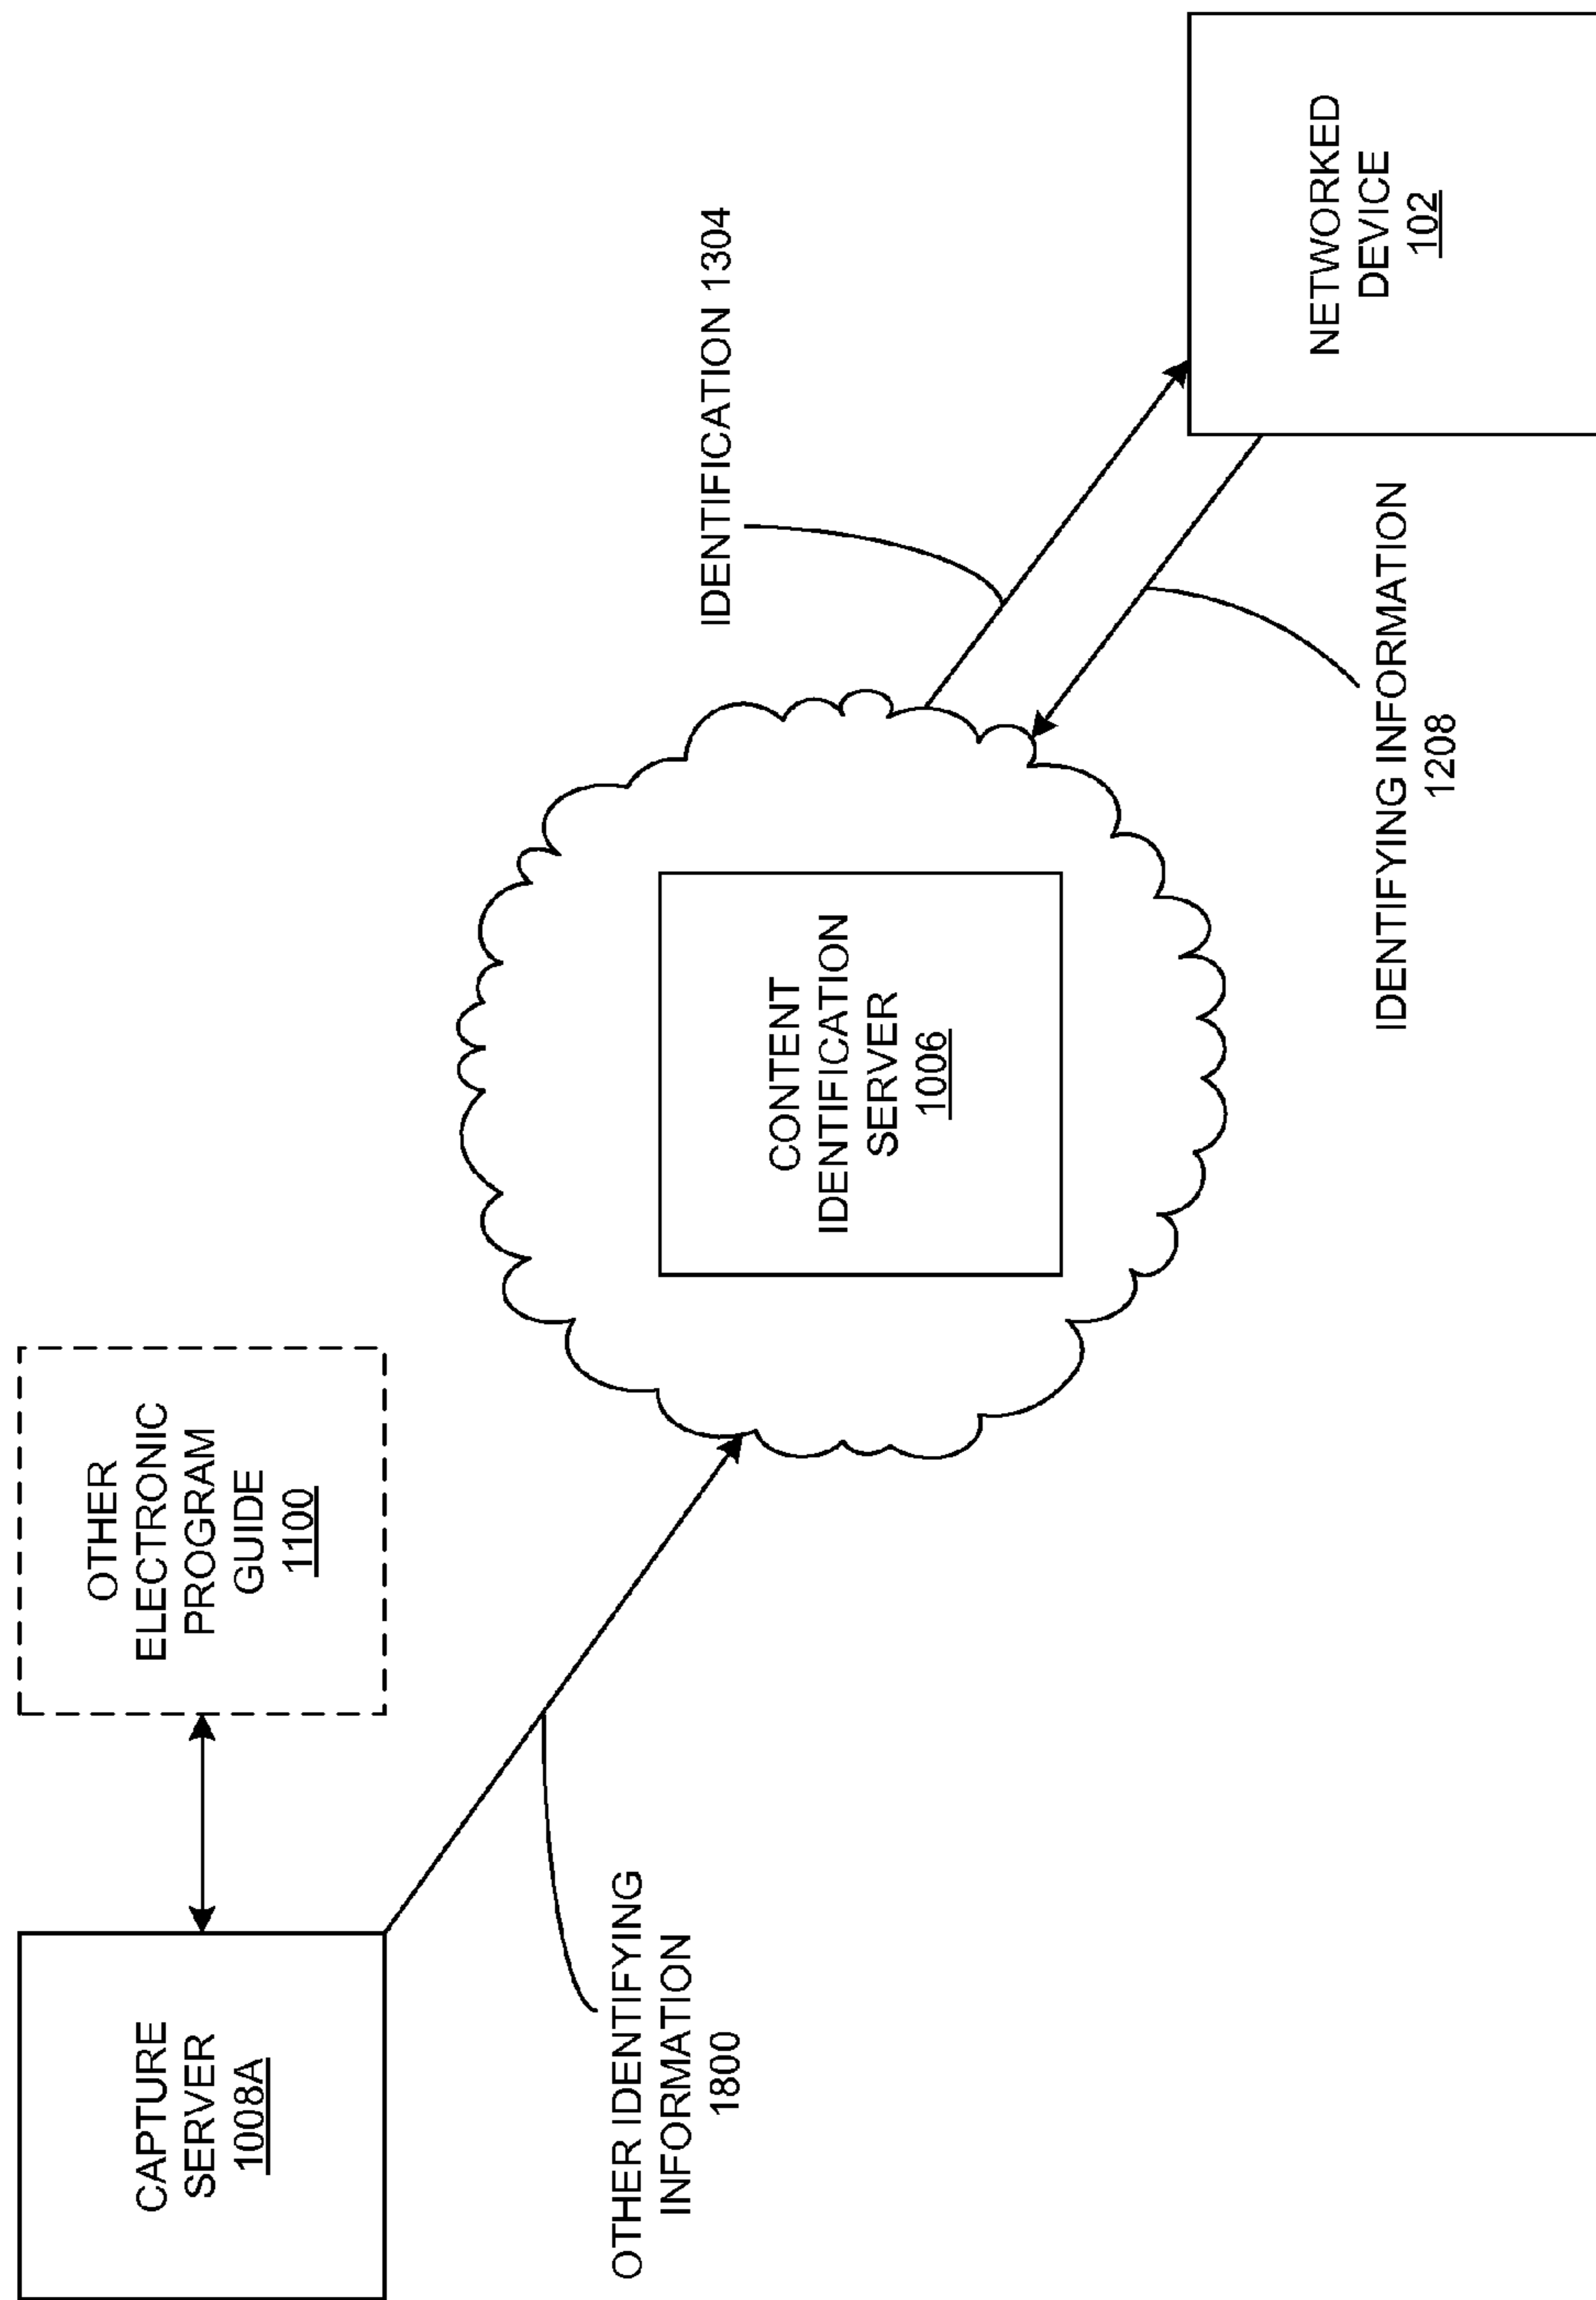 CAPTURE
SERVER
1008A
OTHER
ELECTRONIC
PROGRAM
GUIDE
1100
OTHER IDENTIFYING
INFORMATION
1800
CONTENT
IDENTIFICATION
SERVER
1006
IDENTIFICATION 1304
IDENTIFYING INFORMATION
1208
NETWORKED
DEVICE
102